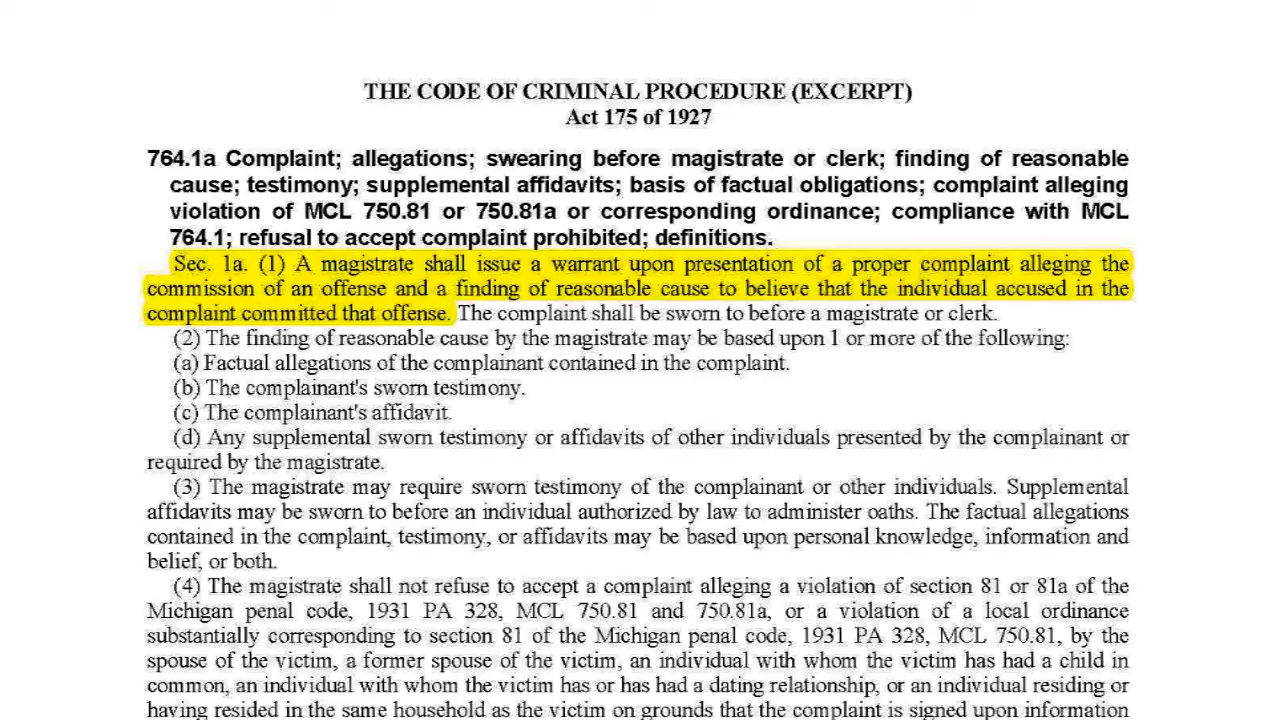 THE CODE OF CRIMINAL PROCEDURE (EXCERPT)
Act 175 of 1927
764.1a Complaint; allegations; swearing before magistrate or clerk; finding of reasonable
cause; testimony; supplemental affidavits; basis of factual obligations; complaint alleging
violation of MCL 750.81 or 750.81a or corresponding ordinance; compliance with MCL
764.1; refusal to accept complaint prohibited; definitions.
Sec. 1a. (1) A magistrate shall issue a warrant upon presentation of a proper complaint alleging the
commission of an offense and a finding of reasonable cause to believe that the individual accused in the
complaint committed that offense. The complaint shall be sworn to before a magistrate or clerk.
(2) The finding of reasonable cause by the magistrate may be based upon 1 or more of the following:
(a) Factual allegations of the complainant contained in the complaint.
(b) The complainant's sworn testimony.
(c) The complainant's affidavit.
(d) Any supplemental sworn testimony or affidavits of other individuals presented by the complainant or
required by the magistrate.
(3) The magistrate may require sworn testimony of the complainant or other individuals. Supplemental
affidavits may be sworn to before an individual authorized by law to administer oaths. The factual allegations
contained in the complaint, testimony, or affidavits may be based upon personal knowledge, information and
belief, or both.
(4) The magistrate shall not refuse to accept a complaint alleging a violation of section 81 or 81a of the
Michigan penal code, 1931 PA 328, MCL 750.81 and 750.81a, or a violation of a local ordinance
substantially corresponding to section 81 of the Michigan penal code, 1931 PA 328, MCL 750.81, by the
spouse of the victim, a former spouse of the victim, an individual with whom the victim has had a child in
common, an individual with whom the victim has or has had a dating relationship, or an individual residing or
having resided in the same household as the victim on grounds that the complaint is signed upon information